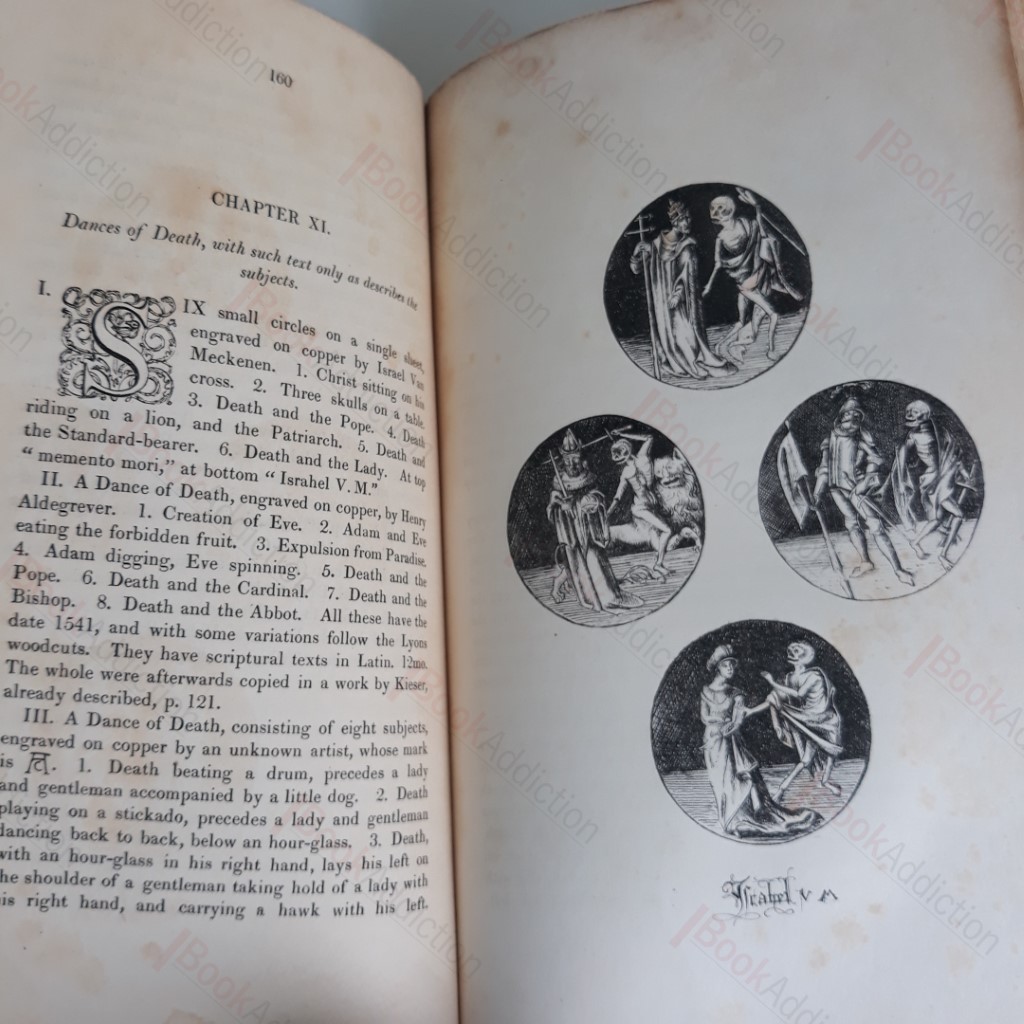 160
CHAPTER XI.
Dances of Death, with such text only as describes the
subjects.
I. SIX small circles on a single sheet,
engraved on copper by Israel Van
Meckenen. 1. Christ sitting on his
cross. 2. Three skulls on a table.
3. Death and the Pope. 4. Death
riding on a lion, and the Patriarch. 5. Death and
the Standard-bearer. 6. Death and the Lady. At top
“ memento mori,” at bottom “ Israhel V. M.”
II. A Dance of Death, engraved on copper, by Henry
Aldegrever. 1. Creation of Eve. 2. Adam and Eve
eating the forbidden fruit. 3. Expulsion from Paradise.
4. Adam digging, Eve spinning. 5. Death and the
Pope. 6. Death and the Cardinal. 7. Death and the
Bishop. 8. Death and the Abbot. All these have the
date 1541, and with some variations follow the Lyons
woodcuts. They have scriptural texts in Latin. 12mo.
The whole were afterwards copied in a work by Kieser,
already described, p. 121.
III. A Dance of Death, consisting of eight subjects,
engraved on copper by an unknown artist, whose mark
is . 1. Death beating a drum, precedes a lady
and gentleman accompanied by a little dog. 2. Death
playing on a stickado, precedes a lady and gentleman
dancing back to back, below an hour-glass. 3. Death,
with an hour-glass in his right hand, lays his left on
the shoulder of a gentleman taking hold of a lady with
his right hand, and carrying a hawk with his left.
Israhel V M
BookAddiction